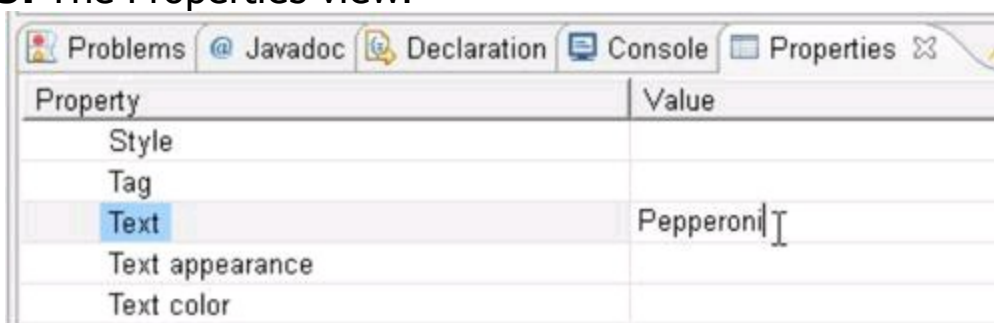 The Properties view.
Problems @ Javadoc Declaration Console Properties
Property Value
Style
Tag
Text Pepperoni
Text appearance
Text color